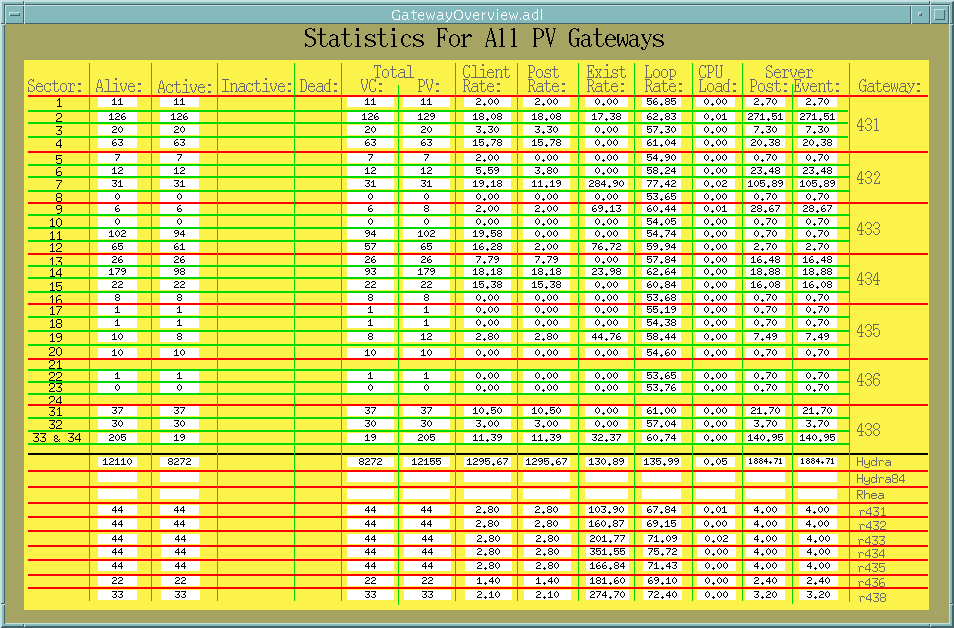 GatewayOverview.adl
Statistics For All PV Gateways
Total Client Post Exist Loop CPU Server
Sector: Alive: Active: Inactive: Dead: VC: PV: Rate: Rate: Rate: Rate: Load: Post: Event: Gateway:
1 11 11 11 11 2.00 2.00 0.00 56.85 0.00 2.70 2.70
2 126 126 126 129 18.08 18.08 17.38 62.83 0.01 271.51 271.51
431
3 20 20 20 20 3.30 3.30 0.00 57.30 0.00 7.30 7.30
4 63 63 63 63 15.78 15.78 0.00 61.04 0.00 20.38 20.38
5 7 7 7 7 2.00 0.00 0.00 54.90 0.00 0.70 0.70
6 12 12 12 12 5.59 3.80 0.00 58.24 0.00 23.48 23.48
432
7 31 31 31 31 19.18 11.19 284.90 77.42 0.02 105.89 105.89
8 0 0 0 0 0.00 0.00 0.00 53.65 0.00 0.70 0.70
9 6 6 6 8 2.00 2.00 69.13 60.44 0.01 28.67 28.67
10 0 0 0 0 0.00 0.00 0.00 54.05 0.00 0.70 0.70
433
11 102 94 94 102 19.58 0.00 0.00 54.74 0.00 0.70 0.70
12 65 61 57 65 16.28 2.00 76.72 59.94 0.00 2.70 2.70
13 26 26 26 26 7.79 7.79 0.00 57.84 0.00 16.48 16.48
14 179 98 93 179 18.18 18.18 23.98 62.64 0.00 18.88 18.88
434
15 22 22 22 22 15.38 15.38 0.00 60.84 0.00 16.08 16.08
16 8 8 8 8 0.00 0.00 0.00 53.68 0.00 0.70 0.70
17 1 1 1 1 0.00 0.00 0.00 55.19 0.00 0.70 0.70
18 1 1 1 1 0.00 0.00 0.00 54.38 0.00 0.70 0.70
435
19 10 8 8 12 2.80 2.80 44.76 58.44 0.00 7.49 7.49
20 10 10 10 10 0.00 0.00 0.00 54.60 0.00 0.70 0.70
21
22 1 1 1 1 0.00 0.00 0.00 53.65 0.00 0.70 0.70
436
23 0 0 0 0 0.00 0.00 0.00 53.76 0.00 0.70 0.70
24
31 37 37 37 37 10.50 10.50 0.00 61.00 0.00 21.70 21.70
32 30 30 30 30 3.00 3.00 0.00 57.04 0.00 3.70 3.70
438
33 & 34 205 19 19 205 11.39 11.39 32.37 60.74 0.00 140.95 140.95
12110 8272 8272 12155 1295.67 1295.67 130.89 135.99 0.05 1884.71 1884.71 Hydra
Hydra84
Rhea
44 44 44 44 2.80 2.80 103.90 67.84 0.01 4.00 4.00 r431
44 44 44 44 2.80 2.80 160.87 69.15 0.00 4.00 4.00 r432
44 44 44 44 2.80 2.80 201.77 71.09 0.02 4.00 4.00 r433
44 44 44 44 2.80 2.80 351.55 75.72 0.00 4.00 4.00 r434
44 44 44 44 2.80 2.80 166.84 71.43 0.00 4.00 4.00 r435
22 22 22 22 1.40 1.40 181.60 69.10 0.00 2.40 2.40 r436
33 33 33 33 2.10 2.10 274.70 72.40 0.00 3.20 3.20 r438